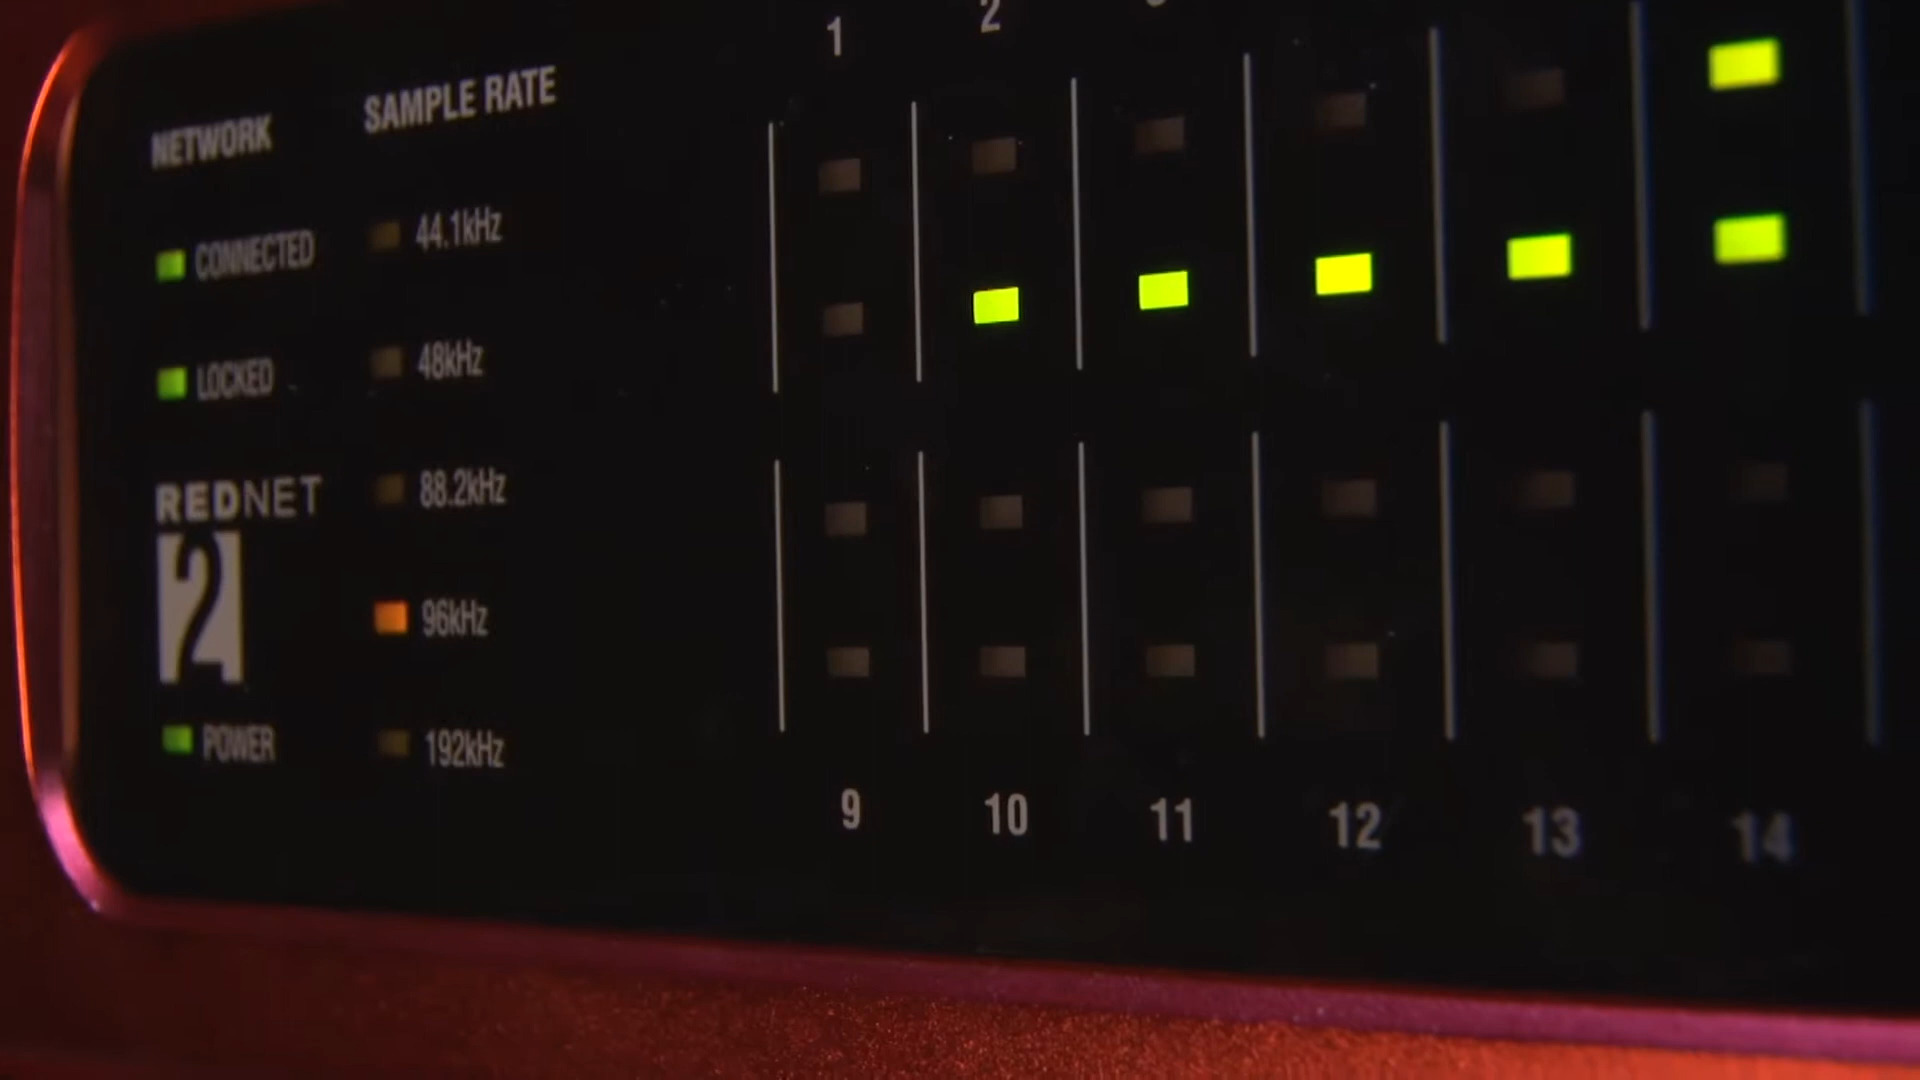 1 2
NETWORK
CONNECTED
LOCKED
REDNET
2
POWER
SAMPLE RATE
44.1kHz
48kHz
88.2kHz
96kHz
192kHz
9 10 11 12 13 14